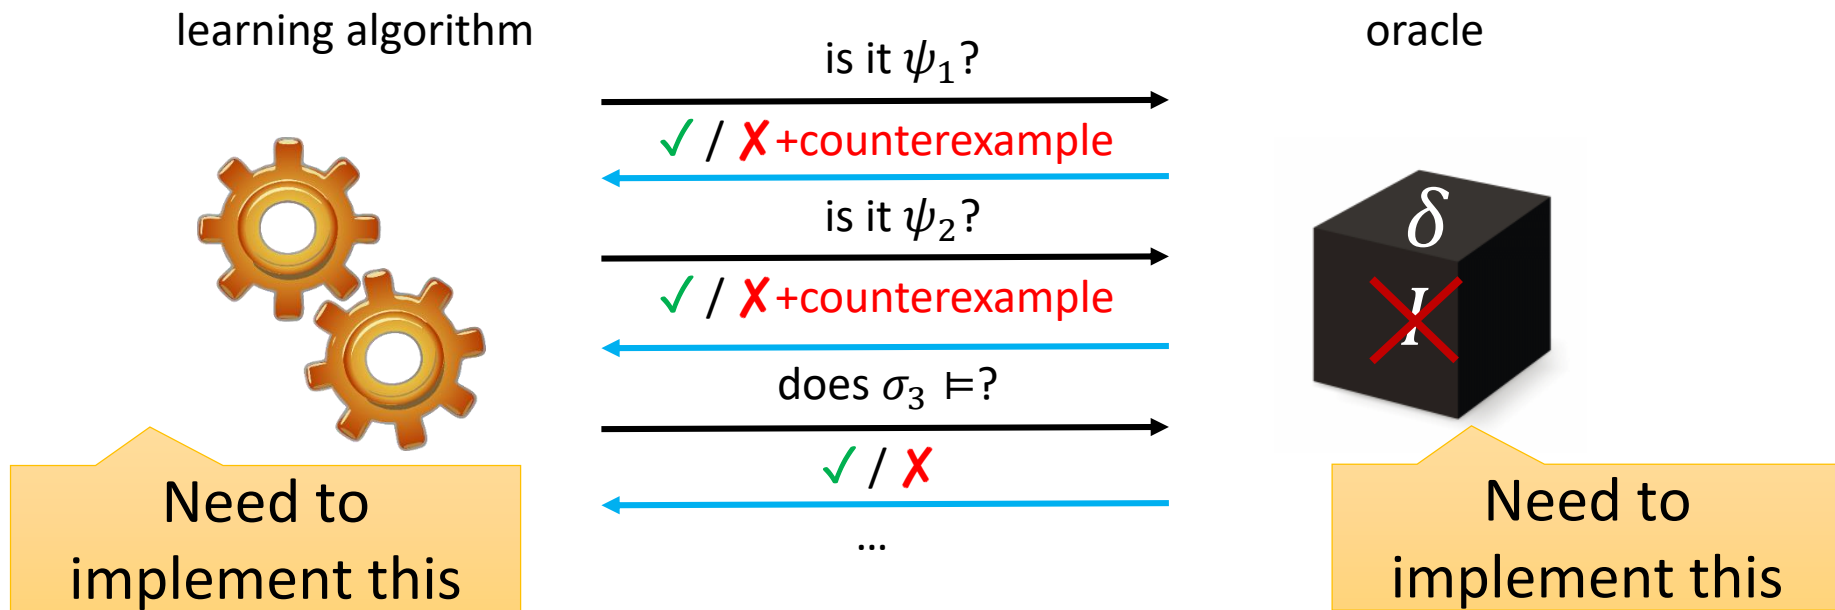 learning algorithm
oracle
is it ψ₁?
✓ / ✗+counterexample
is it ψ₂?
✓ / ✗+counterexample
does σ₃ ⊨?
✓ / ✗
...
δ
I
Need to
implement this
Need to
implement this